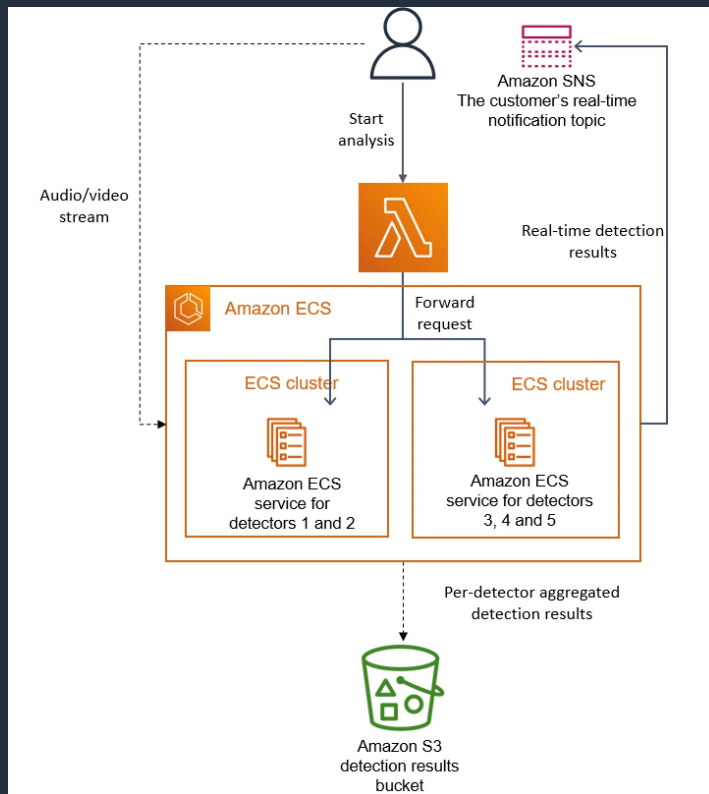 Amazon SNS
The customer's real-time
notification topic
Start
analysis
Audio/video
stream
Real-time detection
results
Amazon ECS
Forward
request
ECS cluster
Amazon ECS
service for
detectors 1 and 2
ECS cluster
Amazon ECS
service for detectors
3, 4 and 5
Per-detector aggregated
detection results
Amazon S3
detection results
bucket